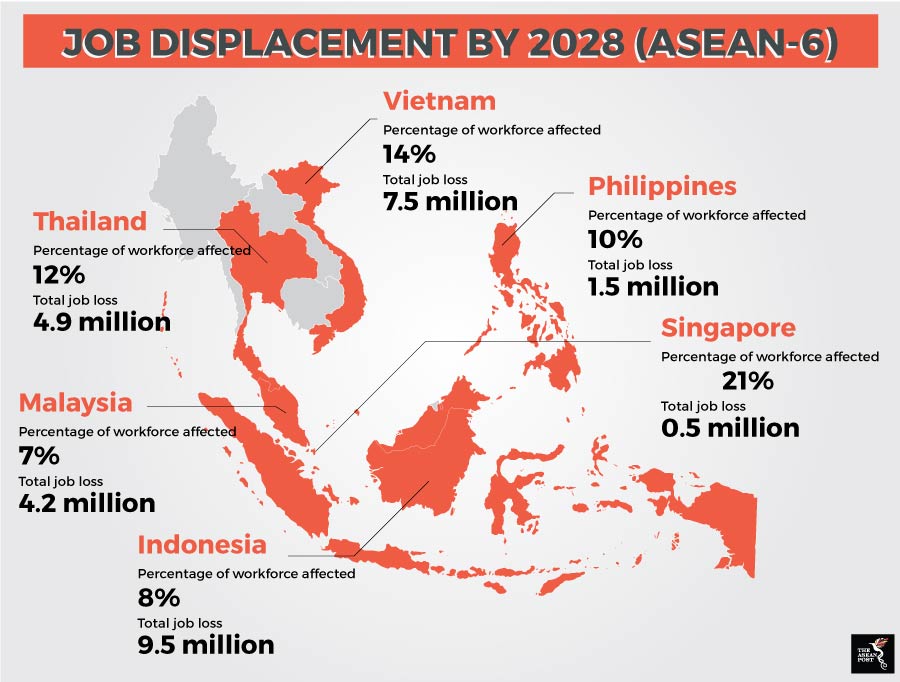 JOB DISPLACEMENT BY 2028 (ASEAN-6)
Vietnam
Percentage of workforce affected
14%
Total job loss
7.5 million
Philippines
Percentage of workforce affected
10%
Total job loss
1.5 million
Thailand
Percentage of workforce affected
12%
Total job loss
4.9 million
Singapore
Percentage of workforce affected
21%
Total job loss
0.5 million
Malaysia
Percentage of workforce affected
7%
Total job loss
4.2 million
Indonesia
Percentage of workforce affected
8%
Total job loss
9.5 million
THE
ASEAN
POST